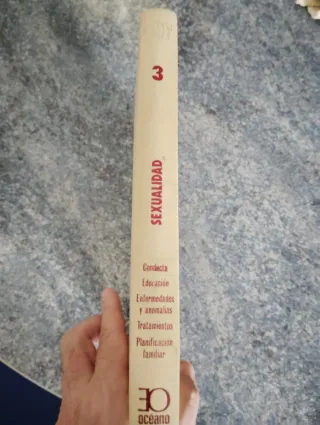 3
SEXUALIDAD
Conducta
Educación
Enfermedades
y anomalías
Tratamientos
Planificación
familiar
océano